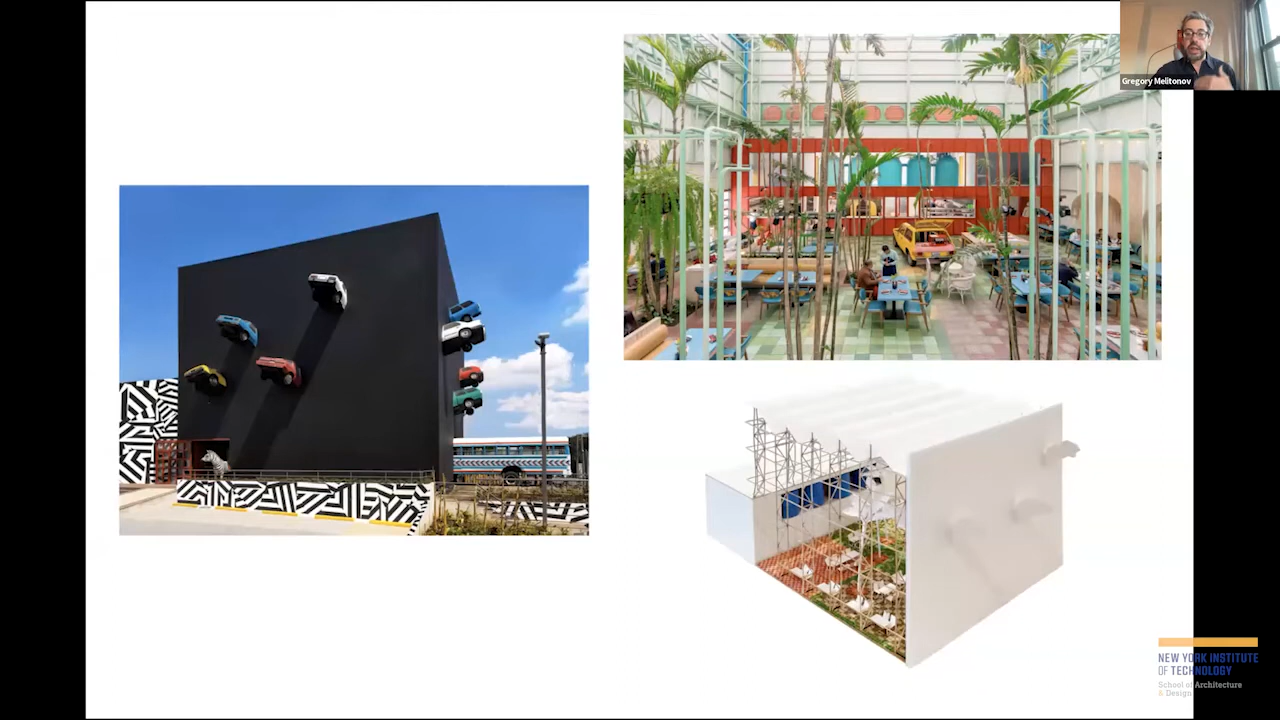 Gregory Melitonov
NEW YORK INSTITUTE
OF TECHNOLOGY
School of Architecture
& Design